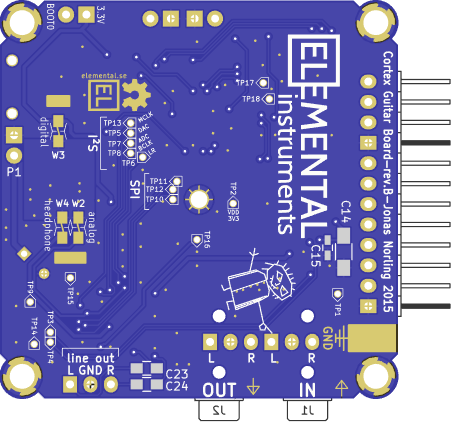 BOOT0
3.3V
elemental.se
ELEMENTAL
instruments
Cortex Guitar Board-rev.B-Jonas Norling 2015
TP17
TP18
digital
W3
P1
I²S
TP13
MCLK
*TP5
DAC
TP7
ADC
TP8
BCLK
TP6
LR
SPI
TP11
TP12
TP10
TP2
VDD
3V3
W4 W2
headphone
analog
TP16
C14
C15
TP15
TP9
TP3
TP14
TP4
TP1
line out
L GND R
C23
C24
L
R
L
R
GND
OUT
IN
J2
J1